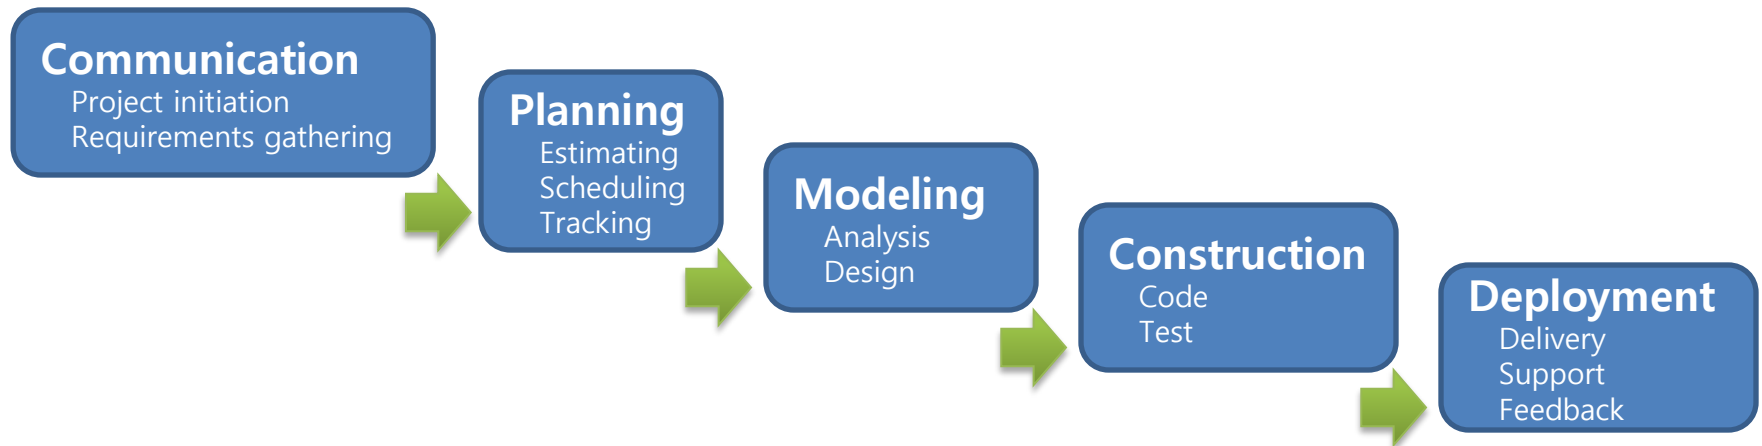 Communication
Project initiation
Requirements gathering
Planning
Estimating
Scheduling
Tracking
Modeling
Analysis
Design
Construction
Code
Test
Deployment
Delivery
Support
Feedback